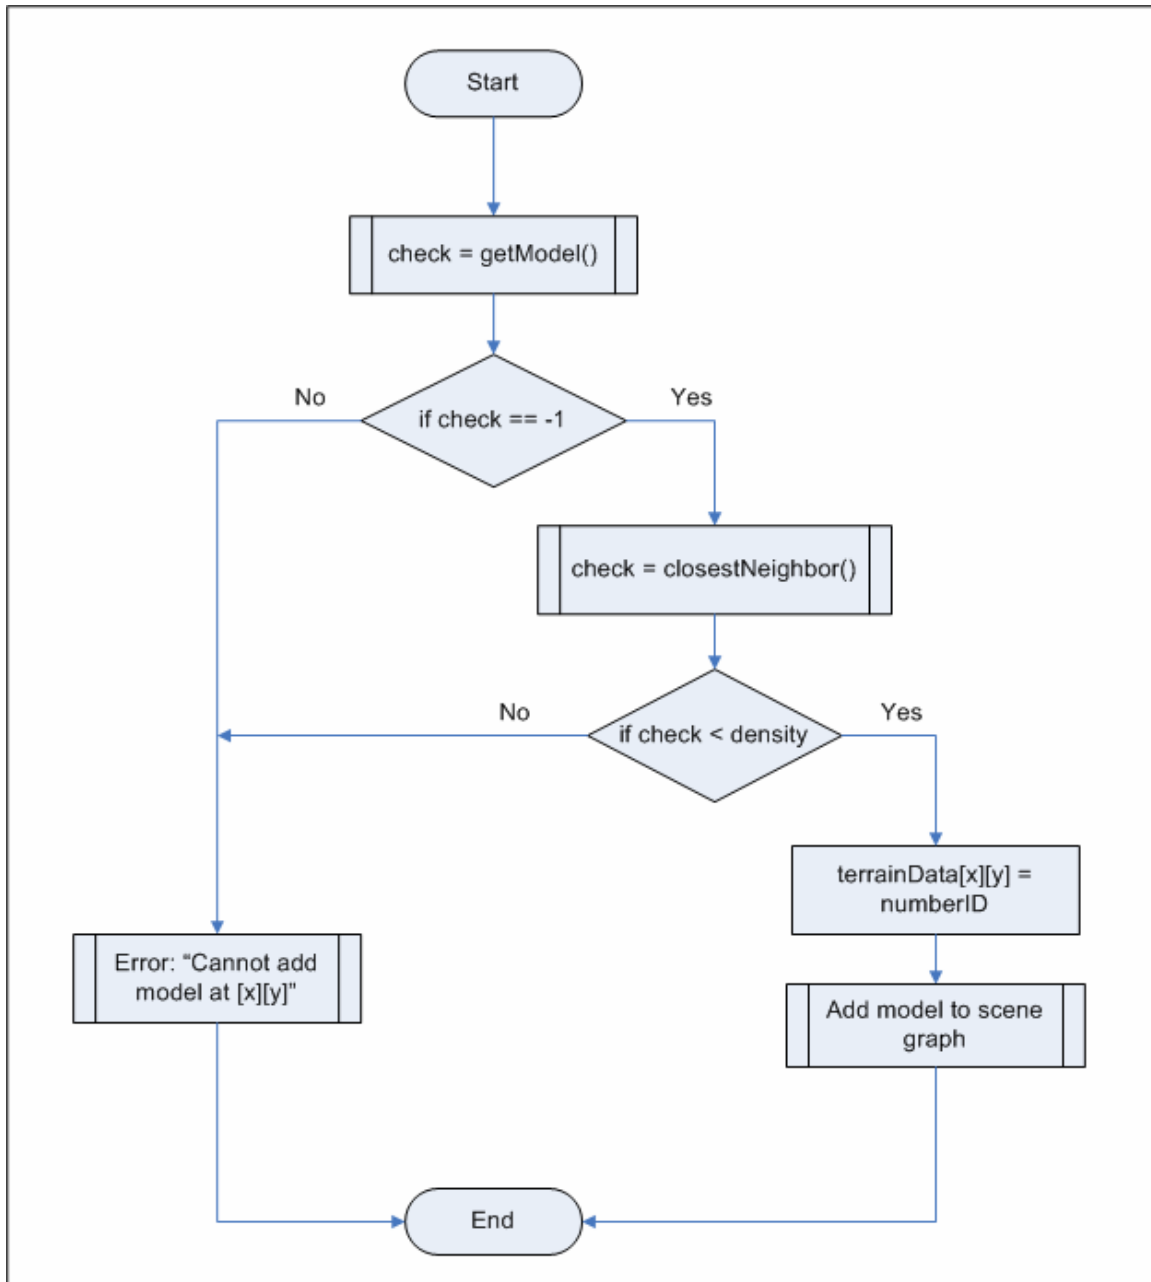 Start
check = getModel()
No
Yes
if check == -1
check = closestNeighbor()
No
Yes
if check < density
terrainData[x][y] =
numberID
Error: “Cannot add
model at [x][y]”
Add model to scene
graph
End